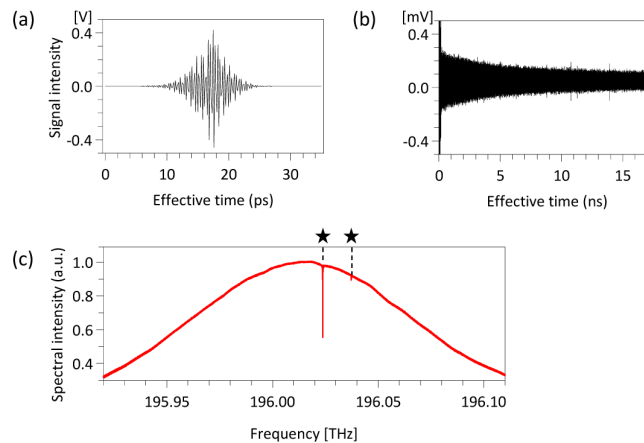 (a)
[V]
0.4
0.0
-0.4
Signal intensity
0
10
20
30
Effective time (ps)
(b)
[mV]
0.4
0.0
-0.4
0
5
10
15
Effective time (ns)
(c)
★ ★
1.0
0.8
0.6
0.4
Spectral intensity (a.u.)
195.95
196.00
196.05
196.10
Frequency [THz]